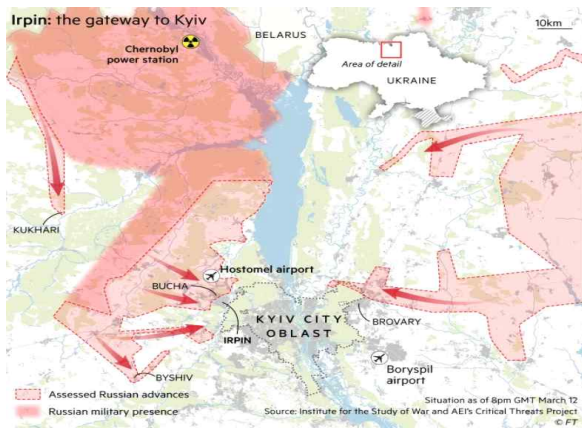 Irpin: the gateway to Kyiv
BELARUS
10km
Chernobyl
power station
Area of detail
UKRAINE
KUKHARI
Hostomel airport
BUCHA
KYIV CITY
OBLAST
BROVARY
IRPIN
BYSHIV
Boryspil
airport
Assessed Russian advances
Russian military presence
Situation as of 8pm GMT March 12
Source: Institute for the Study of War and AEI's Critical Threats Project
© FT